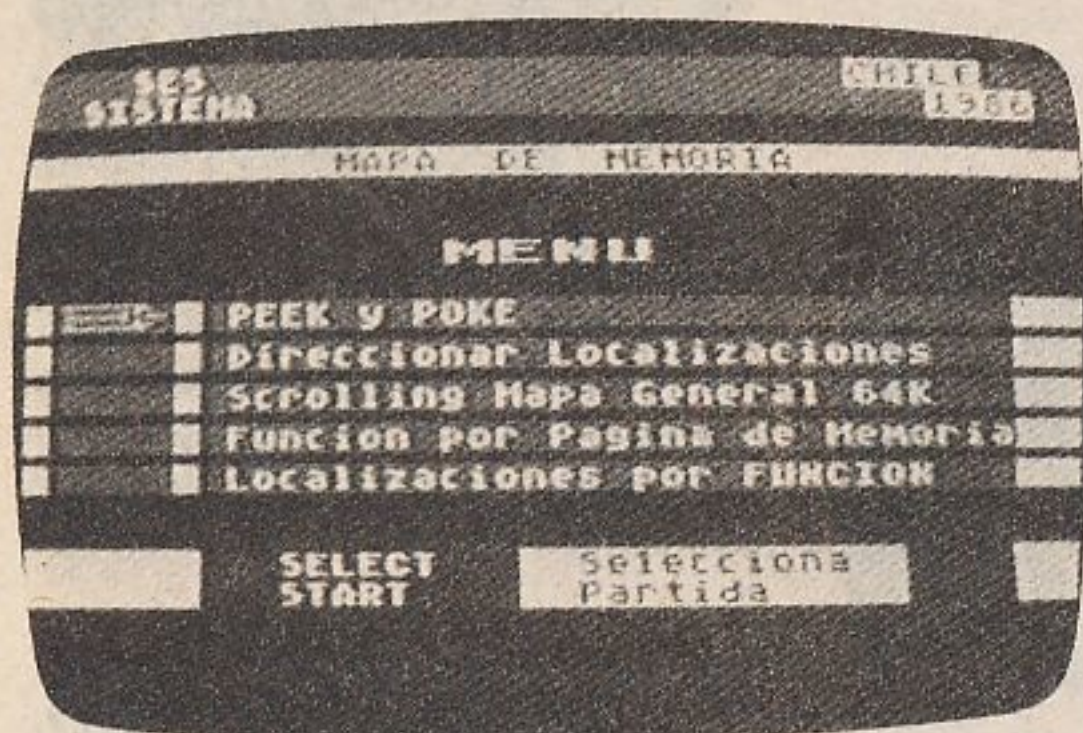 SES CHILE
SISTEMA 1986
MAPA DE MEMORIA
MENU
PEEK y POKE
Direccionar Localizaciones
Scrolling Mapa General 64K
Funcion por Pagina de Memoria
Localizaciones por FUNCION
SELECT Selecciona
START Partida